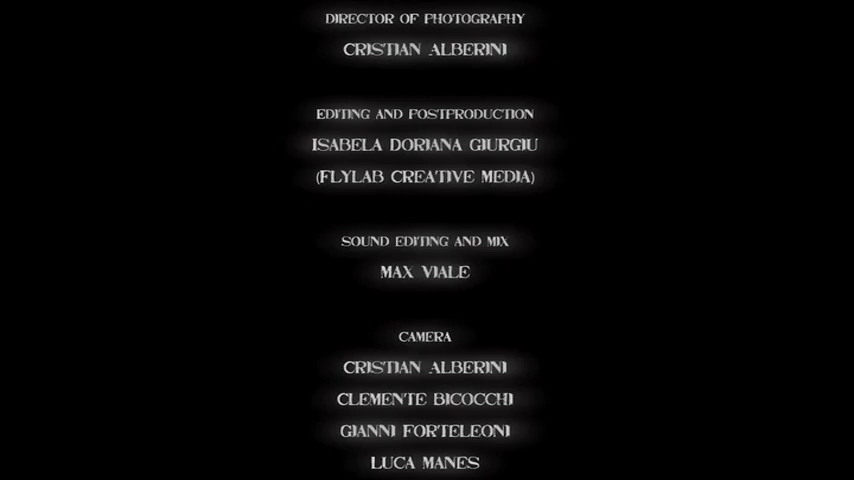 DIRECTOR OF PHOTOGRAPHY
CRISTIAN ALBERINI
EDITING AND POSTPRODUCTION
ISABELA DORIANA GIURGIU
(FLYLAB CREATIVE MEDIA)
SOUND EDITING AND MIX
MAX VIALE
CAMERA
CRISTIAN ALBERINI
CLEMENTE BICOCCHI
GIANNI FORTELEONI
LUCA MANES